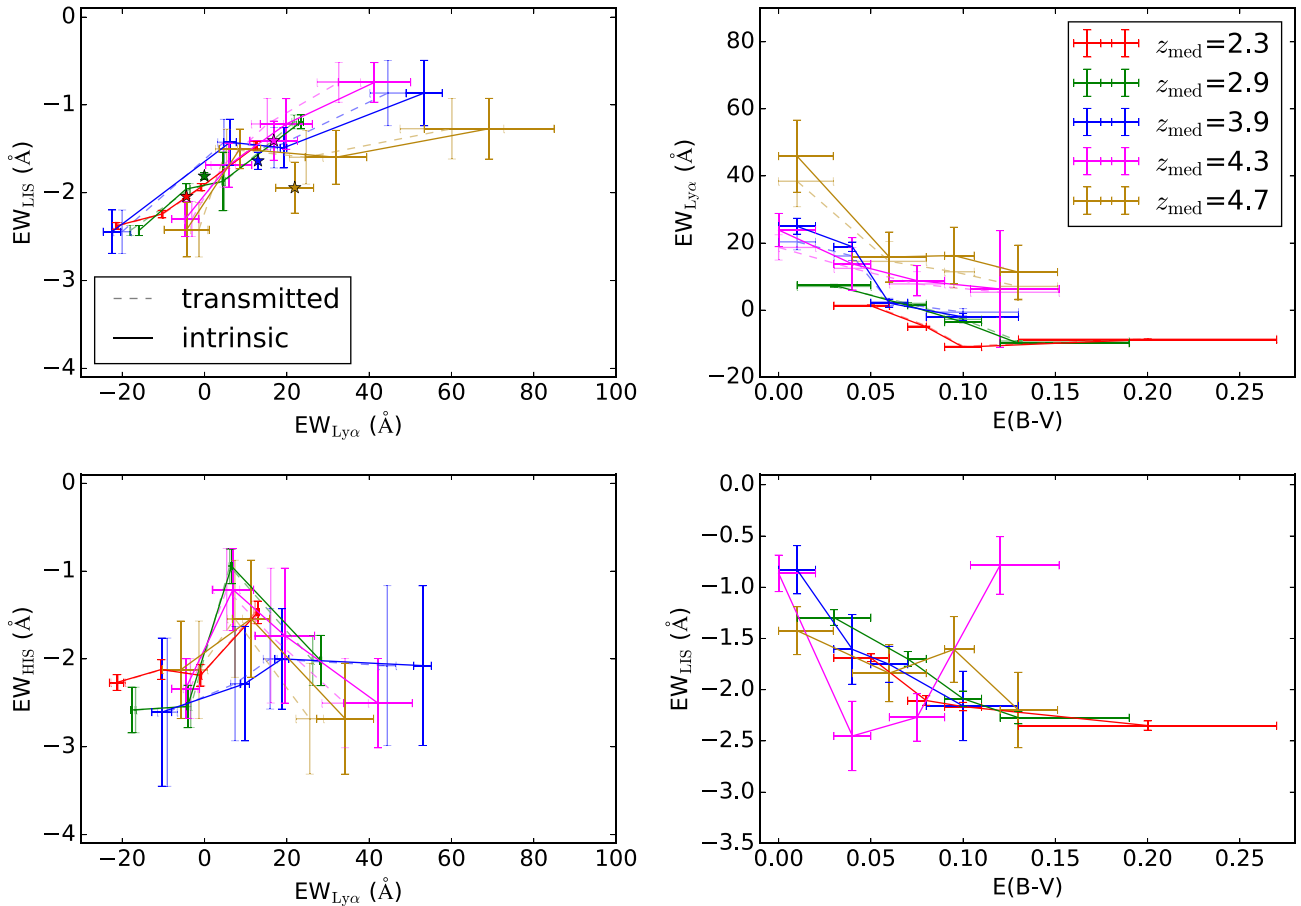 0
−1
−2
−3
−4
EW_LIS (Å)
transmitted
intrinsic
−20 0 20 40 60 80 100
EW_Lyα (Å)
80
60
40
20
0
−20
EW_Lyα (Å)
z_med=2.3
z_med=2.9
z_med=3.9
z_med=4.3
z_med=4.7
0.00 0.05 0.10 0.15 0.20 0.25
E(B-V)
0
−1
−2
−3
−4
EW_HIS (Å)
−20 0 20 40 60 80 100
EW_Lyα (Å)
0.0
−0.5
−1.0
−1.5
−2.0
−2.5
−3.0
−3.5
EW_LIS (Å)
0.00 0.05 0.10 0.15 0.20 0.25
E(B-V)